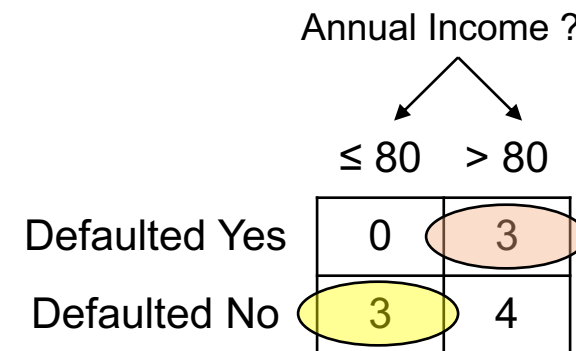 Annual Income ?
≤ 80 > 80
Defaulted Yes 0 3
Defaulted No 3 4